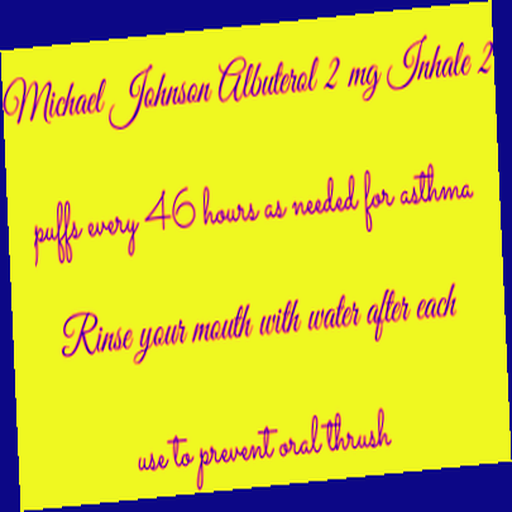 Michael Johnson Albuterol 2 mg Inhale 2
puffs every 46 hours as needed for asthma
Rinse your mouth with water after each
use to prevent oral thrush